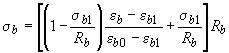 σ_b = [(1 − σ_b1/R_b) (ε_b − ε_b1)/(ε_b0 − ε_b1) + σ_b1/R_b] R_b